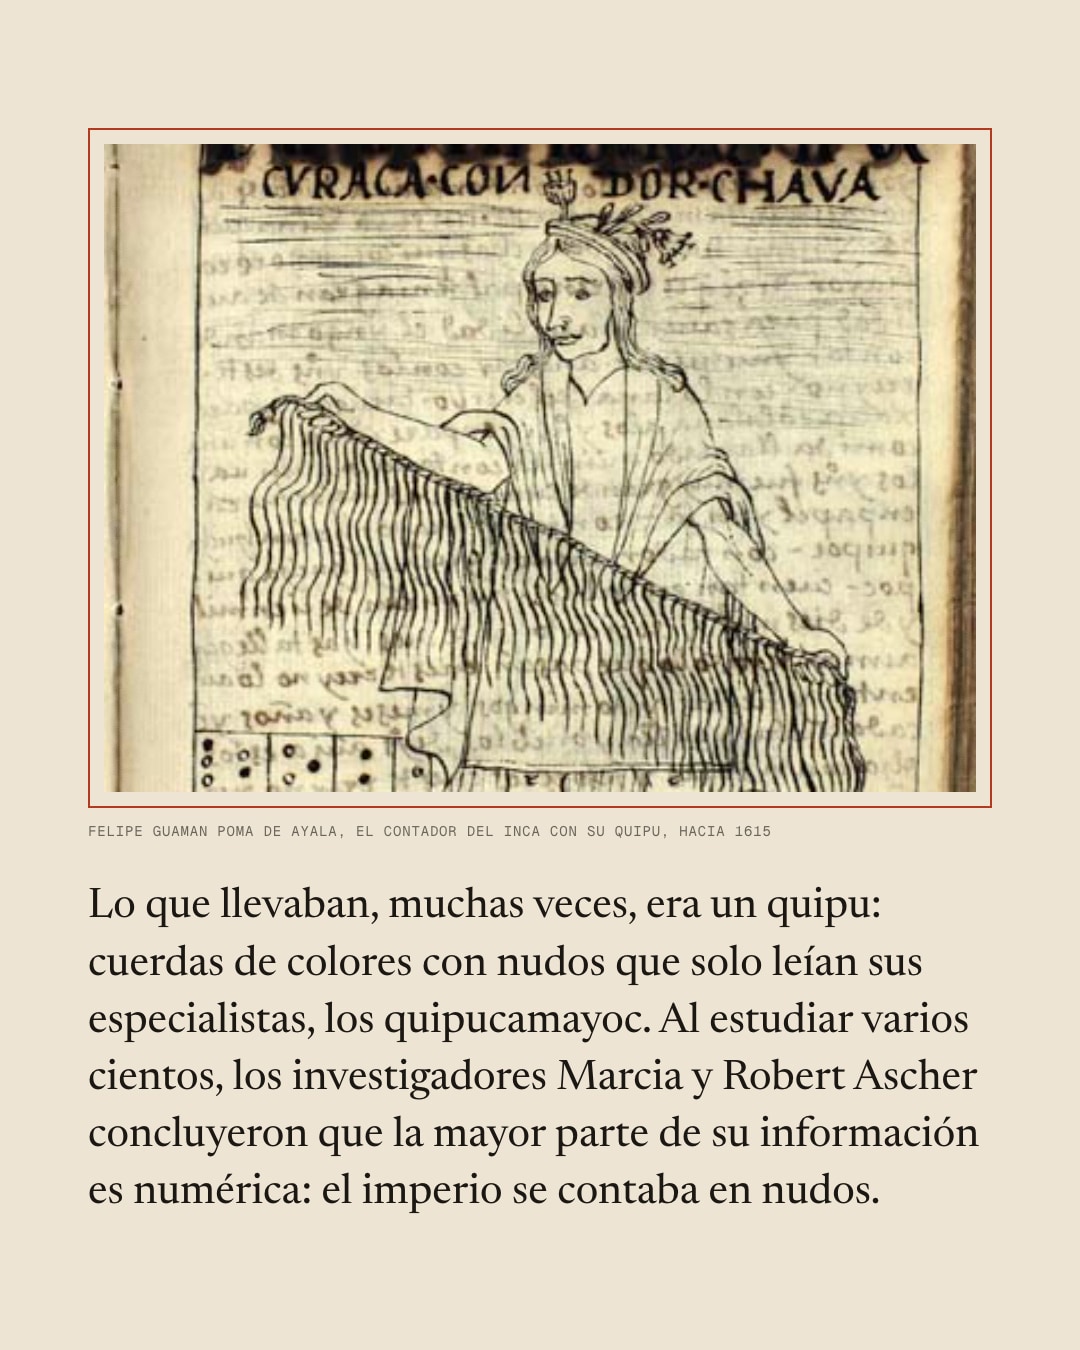 CVRACA·CON DOR·CHAVA
FELIPE GUAMAN POMA DE AYALA, EL CONTADOR DEL INCA CON SU QUIPU, HACIA 1615
Lo que llevaban, muchas veces, era un quipu:
cuerdas de colores con nudos que solo leían sus
especialistas, los quipucamayoc. Al estudiar varios
cientos, los investigadores Marcia y Robert Ascher
concluyeron que la mayor parte de su información
es numérica: el imperio se contaba en nudos.